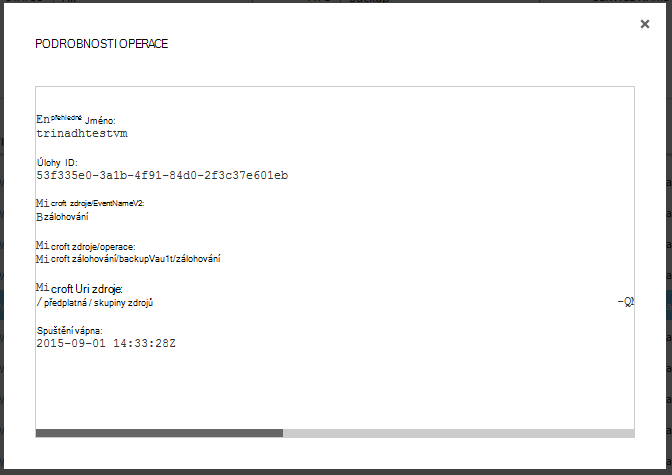 PODROBNOSTI OPERACE
En přehledné Jméno:
trinadhtestvm
Úlohy ID:
53f335e0-3a1b-4f91-84d0-2f3c37e601eb
Mi croft zdroje/EventNameV2:
B zálohování
Mi croft zdroje/operace:
Mi croft zálohování/backupVau1t/zálohování
Mi croft Uri zdroje:
/ předplatná / skupiny zdrojů
Spuštění vápna:
2015-09-01 14:33:28Z